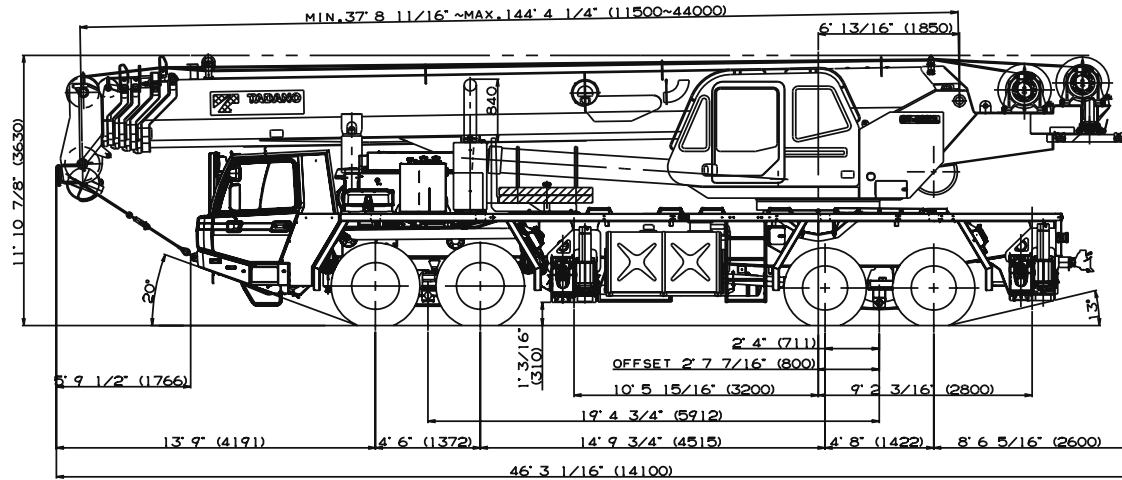 MIN.37' 8 11/16" ~MAX.144' 4 1/4" (11500~44000)
6' 13/16" (1850)
TADANO
840
11' 10 7/8" (3630)
20°
13°
1' 3/16"
(310)
2' 4" (711)
OFFSET 2' 7 7/16" (800)
5' 9 1/2" (1766)
10' 5 15/16" (3200)
9' 2 3/16" (2800)
19' 4 3/4" (5912)
13' 9" (4191)
4' 6" (1372)
14' 9 3/4" (4515)
4' 8" (1422)
8' 6 5/16" (2600)
46' 3 1/16" (14100)